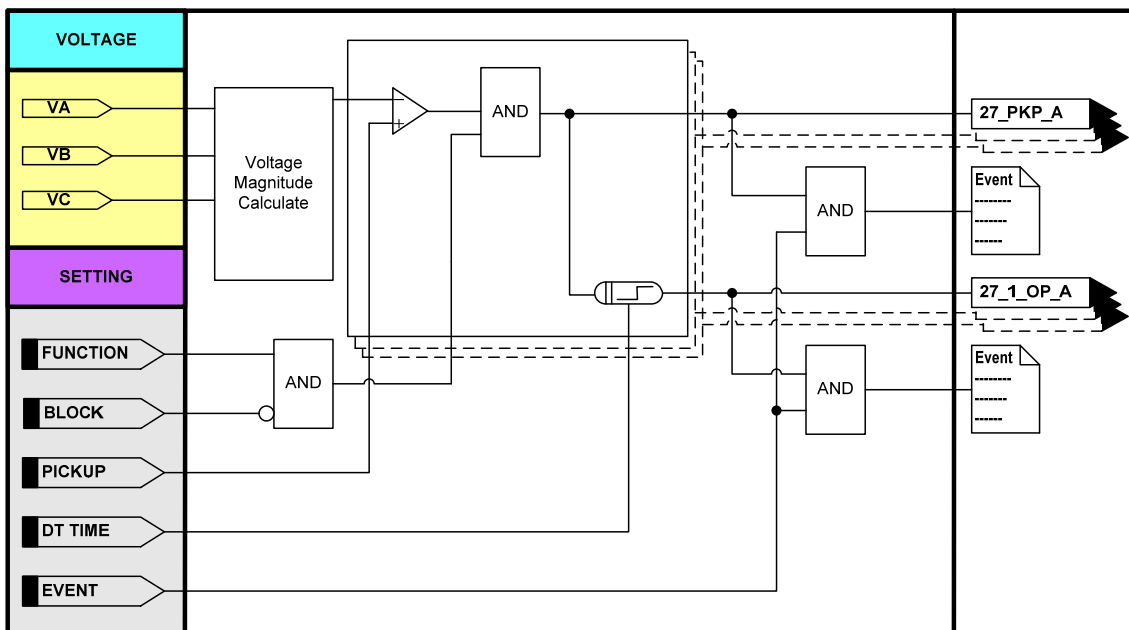 VOLTAGE
VA
VB
VC
Voltage
Magnitude
Calculate
−
+
AND
27_PKP_A
Event
---------
--------
------
AND
SETTING
27_1_OP_A
FUNCTION
AND
BLOCK
Event
---------
--------
------
AND
PICKUP
DT TIME
EVENT